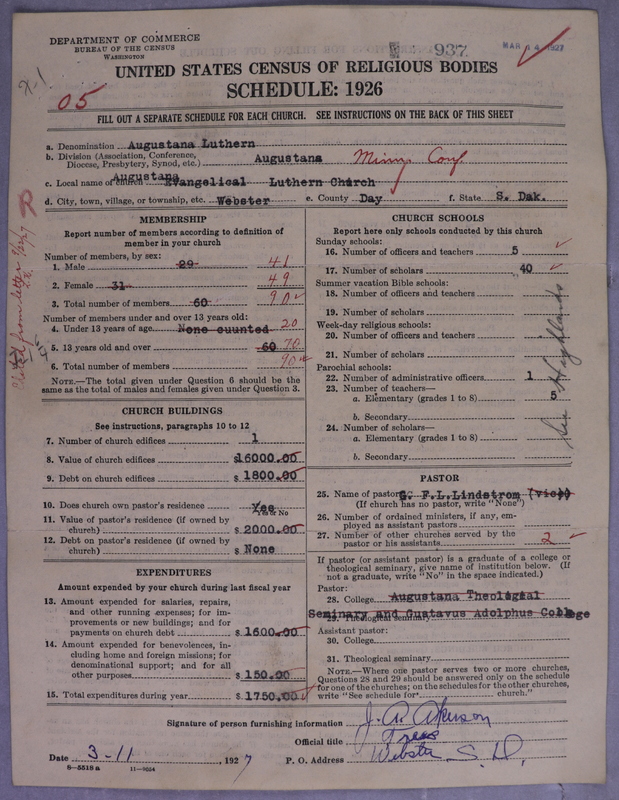 DEPARTMENT OF COMMERCE
BUREAU OF THE CENSUS
WASHINGTON
937
MAR 14 1927
X-1
05
UNITED STATES CENSUS OF RELIGIOUS BODIES
SCHEDULE: 1926
FILL OUT A SEPARATE SCHEDULE FOR EACH CHURCH. SEE INSTRUCTIONS ON THE BACK OF THIS SHEET
a. Denomination Augustana Luthern
b. Division (Association, Conference, Diocese, Presbytery, Synod, etc.) Augustana Minn. Conf.
c. Local name of church Augustana Evangelical Luthern Church
d. City, town, village, or township, etc. Webster e. County Day f. State S. Dak.
MEMBERSHIP
Report number of members according to definition of
member in your church
Number of members, by sex:
1. Male 29 41
2. Female 31 49
3. Total number of members 60 90
Number of members under and over 13 years old:
4. Under 13 years of age None cuunted 20
5. 13 years old and over 60 70
6. Total number of members 90
NOTE.—The total given under Question 6 should be the
same as the total of males and females given under Question 3.
CHURCH BUILDINGS
See instructions, paragraphs 10 to 12
7. Number of church edifices 1
8. Value of church edifices $16000.00
9. Debt on church edifices $ 1800.00
10. Does church own pastor's residence Yes
Yes or No
11. Value of pastor's residence (if owned by
church) $ 2000.00
12. Debt on pastor's residence (if owned by
church) $ None
EXPENDITURES
Amount expended by your church during last fiscal year
13. Amount expended for salaries, repairs,
and other running expenses; for im-
provements or new buildings; and for
payments on church debt $ 1600.00
14. Amount expended for benevolences, in-
cluding home and foreign missions; for
denominational support; and for all
other purposes $ 150.00
15. Total expenditures during year $ 1750.00
CHURCH SCHOOLS
Report here only schools conducted by this church
Sunday schools:
16. Number of officers and teachers 5
17. Number of scholars 40
Summer vacation Bible schools:
18. Number of officers and teachers
19. Number of scholars
Week-day religious schools:
20. Number of officers and teachers
21. Number of scholars
Parochial schools:
22. Number of administrative officers 1
23. Number of teachers—
a. Elementary (grades 1 to 8) 5
b. Secondary
24. Number of scholars—
a. Elementary (grades 1 to 8)
b. Secondary
PASTOR
25. Name of pastor G. F.L.Lindstrom (vice)
(If church has no pastor, write "None")
26. Number of ordained ministers, if any, em-
ployed as assistant pastors
27. Number of other churches served by the
pastor or his assistants 2
If pastor (or assistant pastor) is a graduate of a college or
theological seminary, give name of institution below. (If
not a graduate, write "No" in the space indicated.)
Pastor:
28. College Augustana Theological
29. Theological seminary Seminary and Gustavus Adolphus College
Assistant pastor:
30. College
31. Theological seminary
NOTE.—Where one pastor serves two or more churches,
Questions 28 and 29 should be answered only on the schedule
for one of the churches; on the schedules for the other churches,
write "See schedule for church."
Signature of person furnishing information J. A. Akerson
Official title Treas
Date 3-11, 1927 P. O. Address Webster S. D.
8—5518 a 11—9054